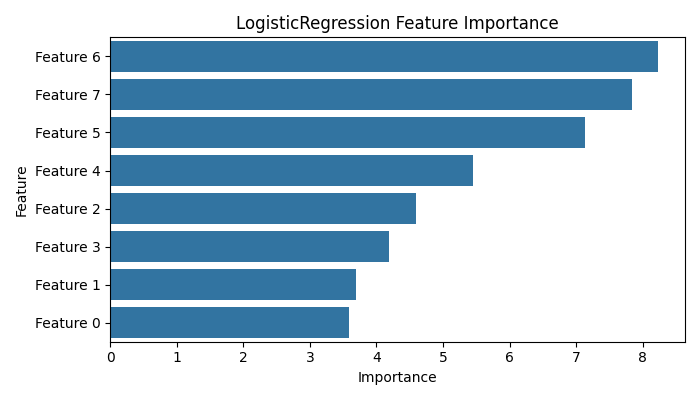 LogisticRegression Feature Importance
Feature
Feature 6
Feature 7
Feature 5
Feature 4
Feature 2
Feature 3
Feature 1
Feature 0
0 1 2 3 4 5 6 7 8
Importance